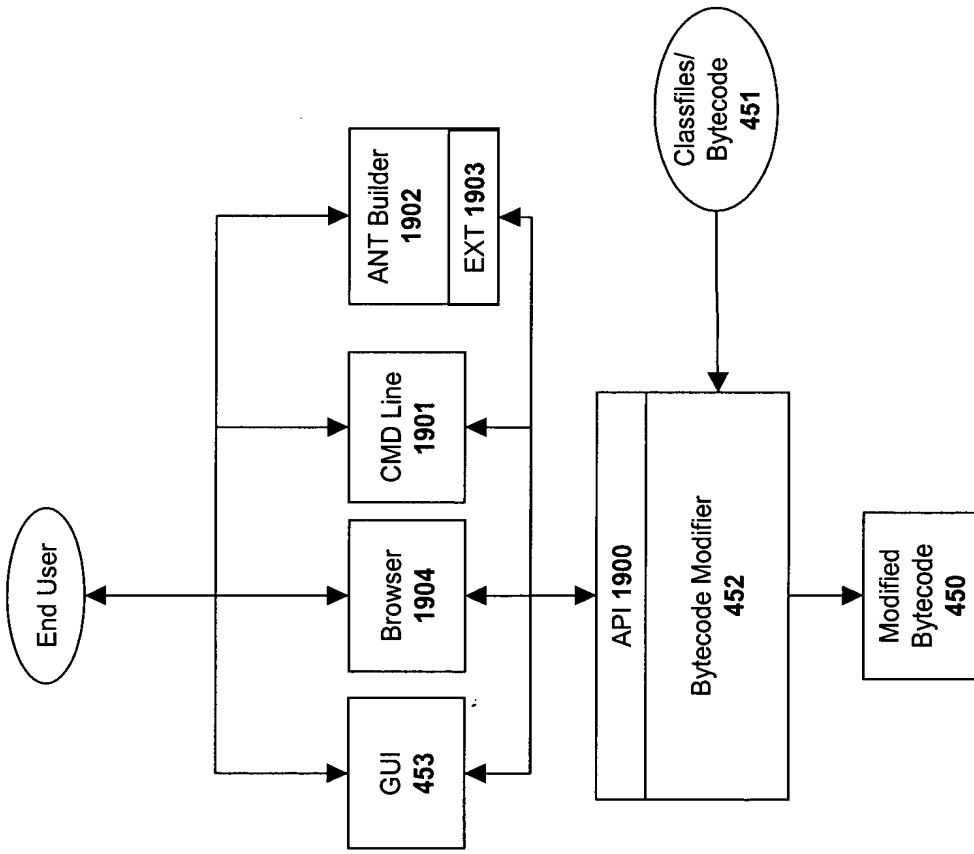 End User
GUI
453
Browser
1904
CMD Line
1901
ANT Builder
1902
EXT 1903
API 1900
Bytecode Modifier
452
Classfiles/
Bytecode
451
Modified
Bytecode
450